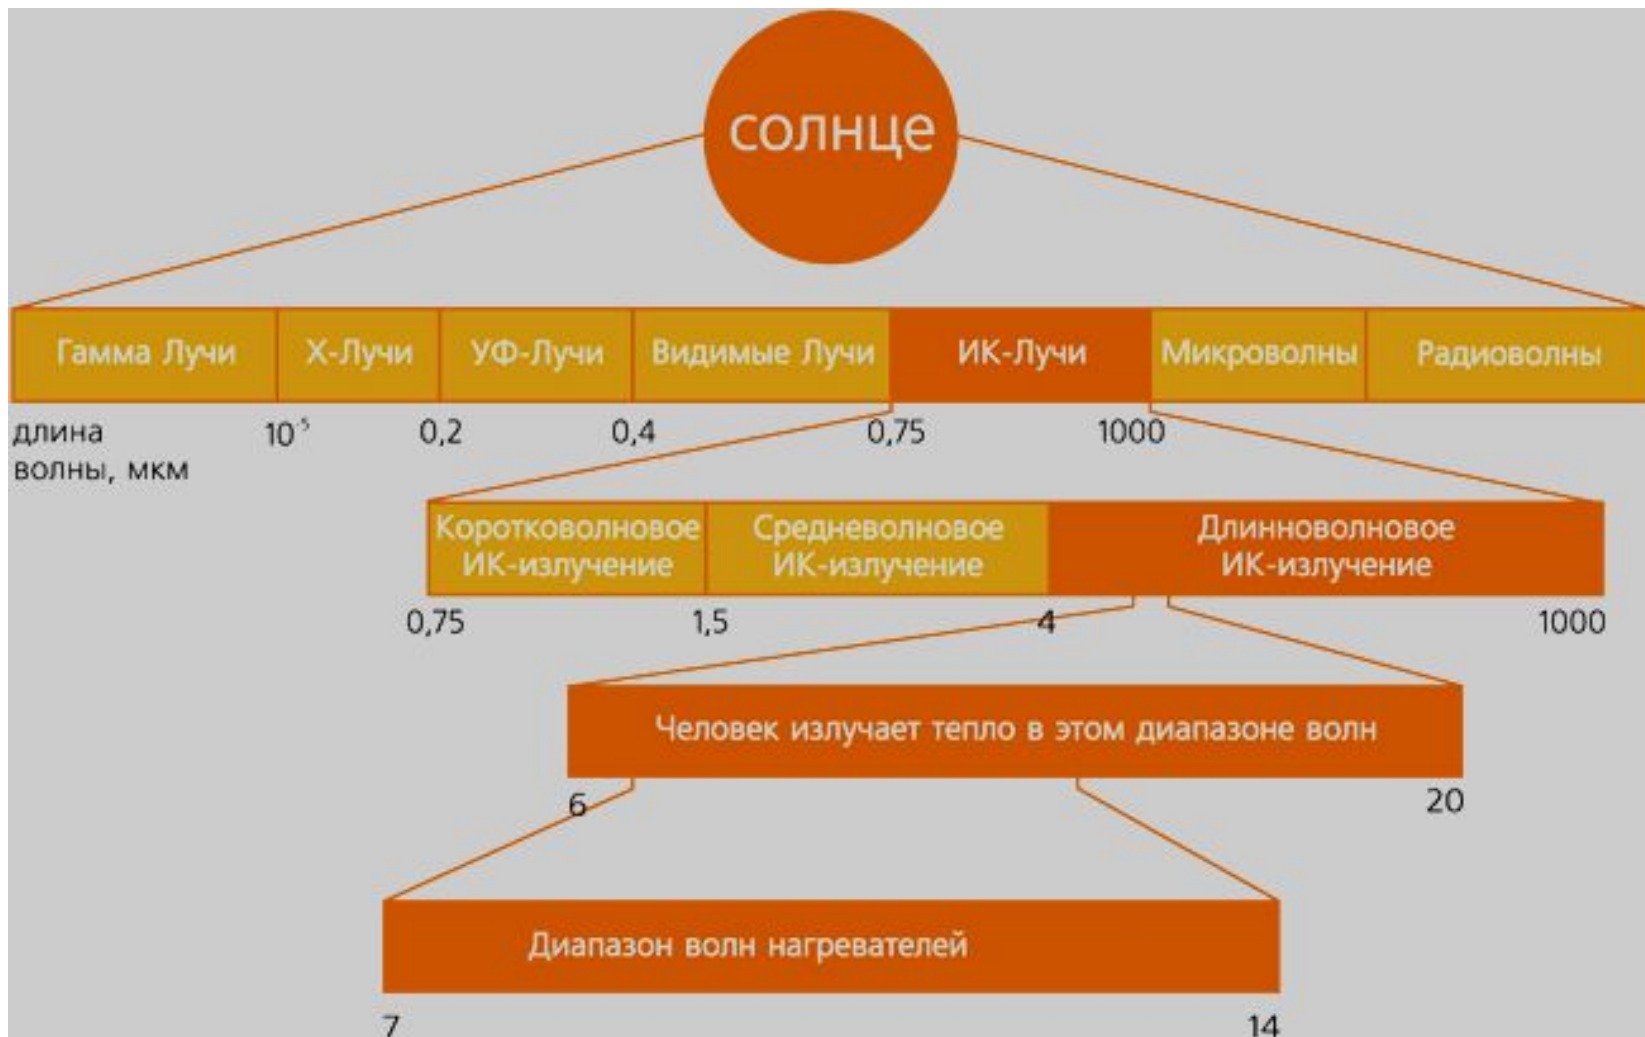 солнце
Гамма Лучи
Х-Лучи
УФ-Лучи
Видимые Лучи
ИК-Лучи
Микроволны
Радиоволны
длина
волны, мкм
10⁻⁵
0,2
0,4
0,75
1000
Коротковолновое
ИК-излучение
Средневолновое
ИК-излучение
Длинноволновое
ИК-излучение
0,75
1,5
4
1000
Человек излучает тепло в этом диапазоне волн
6
20
Диапазон волн нагревателей
7
14